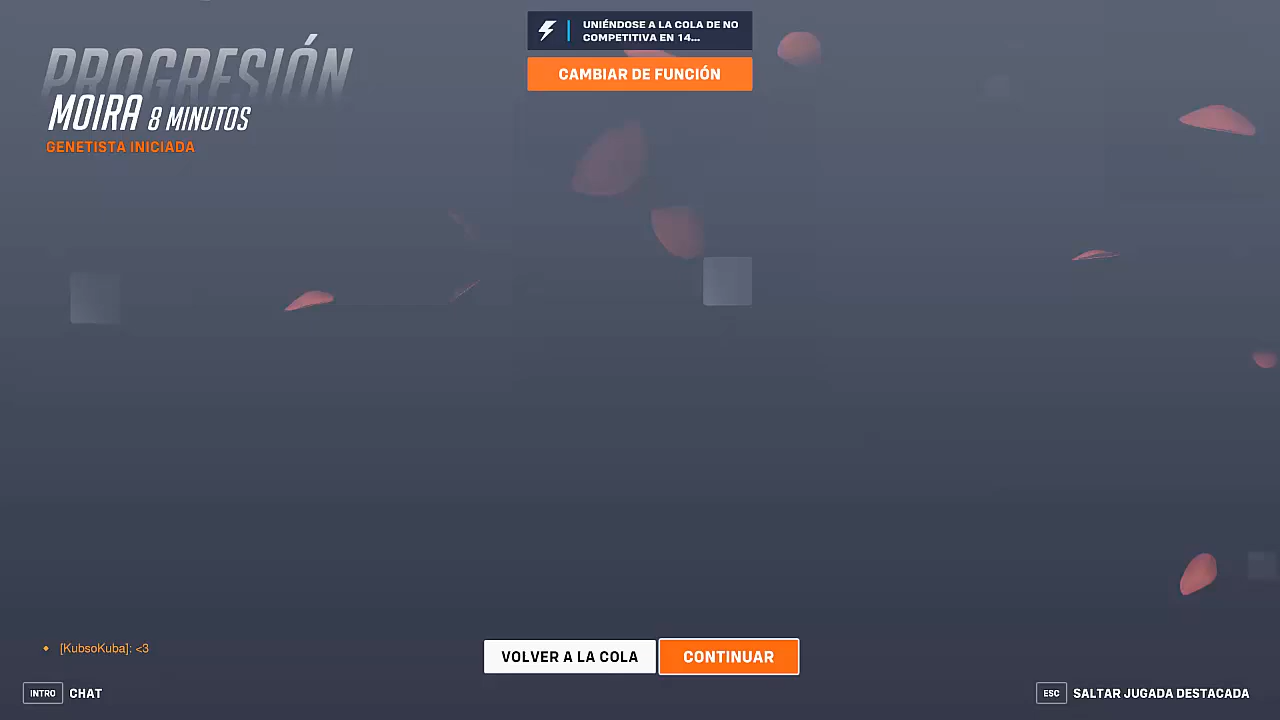 UNIÉNDOSE A LA COLA DE NO
COMPETITIVA EN 14...
CAMBIAR DE FUNCIÓN
PROGRESIÓN
MOIRA 8 MINUTOS
GENETISTA INICIADA
[KubsoKuba]: <3
VOLVER A LA COLA
CONTINUAR
INTRO CHAT
ESC SALTAR JUGADA DESTACADA